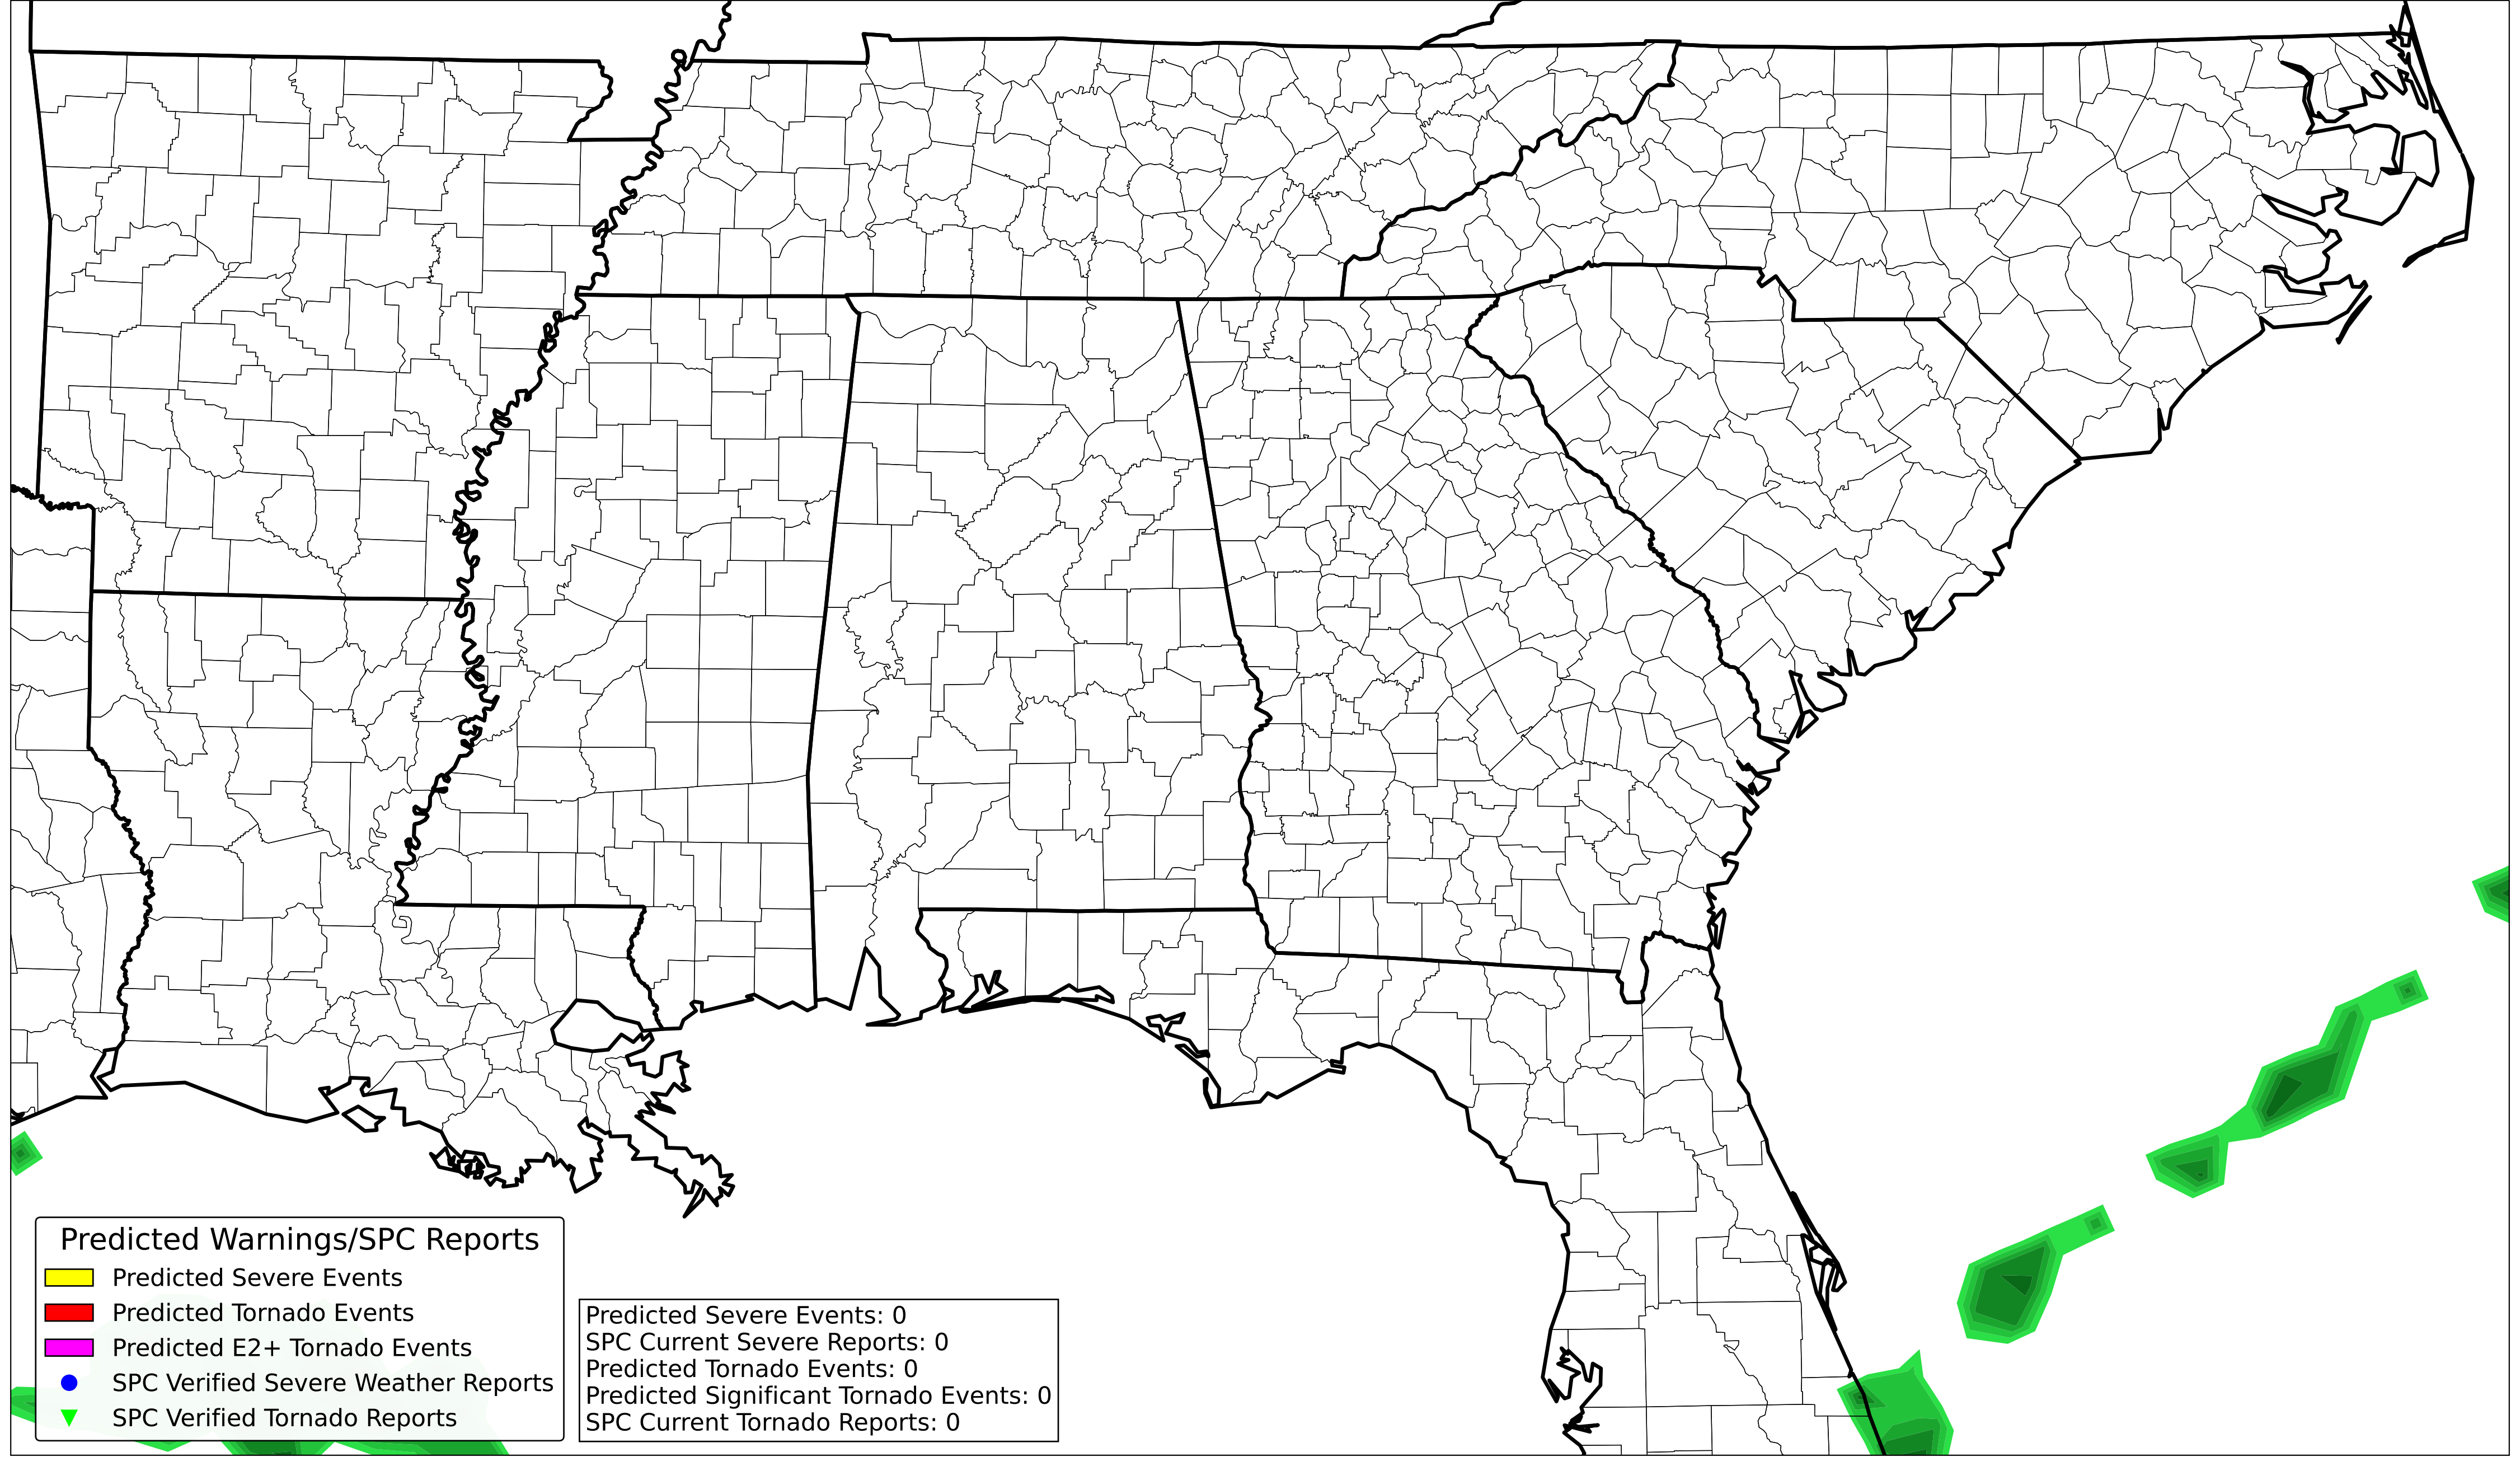 Predicted Warnings/SPC Reports
Predicted Severe Events
Predicted Tornado Events
Predicted E2+ Tornado Events
SPC Verified Severe Weather Reports
SPC Verified Tornado Reports
Predicted Severe Events: 0
SPC Current Severe Reports: 0
Predicted Tornado Events: 0
Predicted Significant Tornado Events: 0
SPC Current Tornado Reports: 0